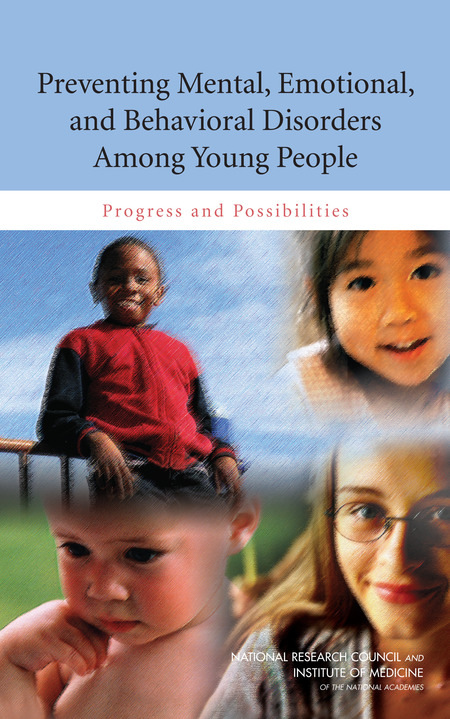 Preventing Mental, Emotional,
and Behavioral Disorders
Among Young People
Progress and Possibilities
NATIONAL RESEARCH COUNCIL AND
INSTITUTE OF MEDICINE
OF THE NATIONAL ACADEMIES